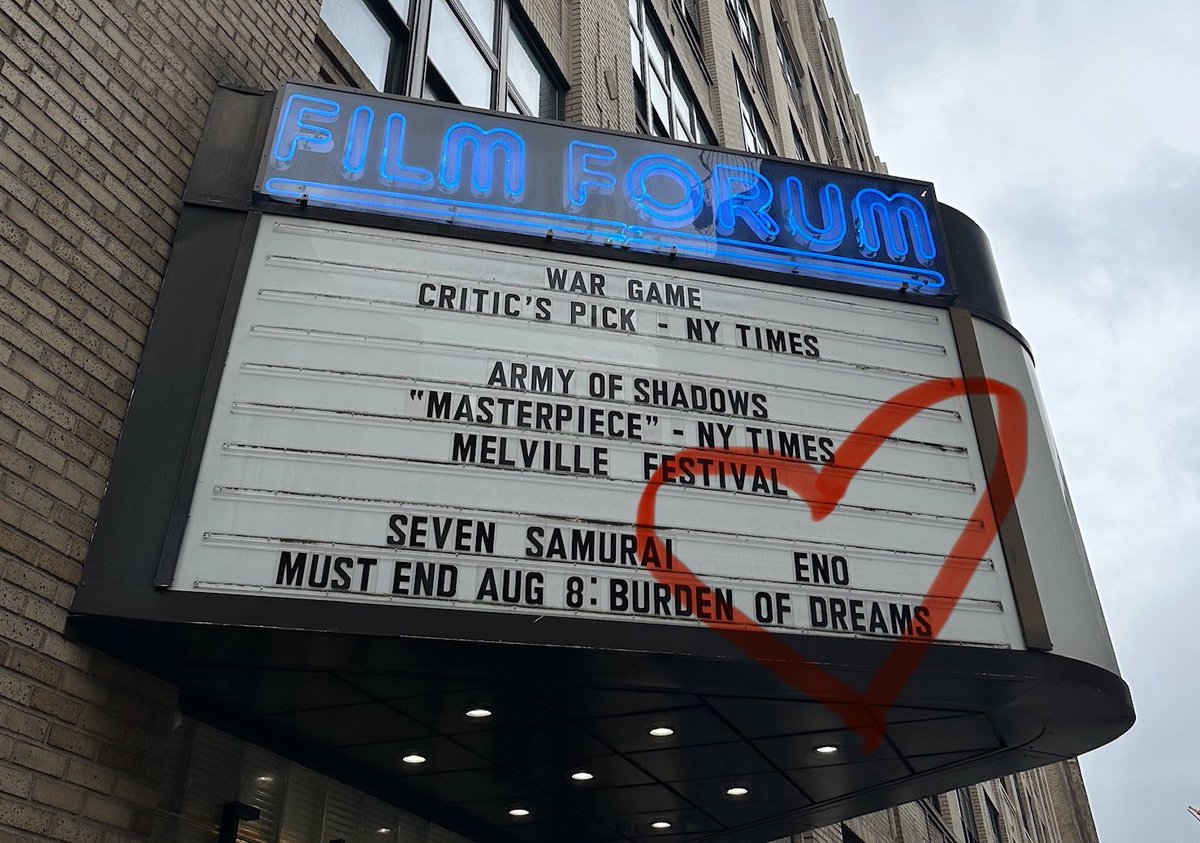 FILM FORUM
WAR GAME
CRITIC'S PICK - NY TIMES
ARMY OF SHADOWS
"MASTERPIECE" - NY TIMES
MELVILLE FESTIVAL
SEVEN SAMURAI ENO
MUST END AUG 8: BURDEN OF DREAMS